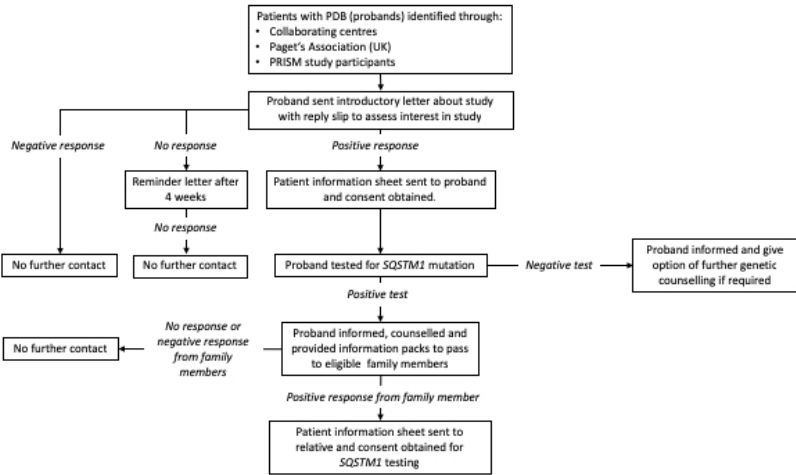 Patients with PDB (probands) identified through:
• Collaborating centres
• Paget's Association (UK)
• PRISM study participants
Proband sent introductory letter about study
with reply slip to assess interest in study
Negative response
No response
Positive response
Reminder letter after
4 weeks
Patient information sheet sent to proband
and consent obtained.
No response
No further contact
No further contact
Proband tested for SQSTM1 mutation
Negative test
Proband informed and give
option of further genetic
counselling if required
Positive test
No further contact
No response or
negative response
from family
members
Proband informed, counselled and
provided information packs to pass
to eligible family members
Positive response from family member
Patient information sheet sent to
relative and consent obtained for
SQSTM1 testing